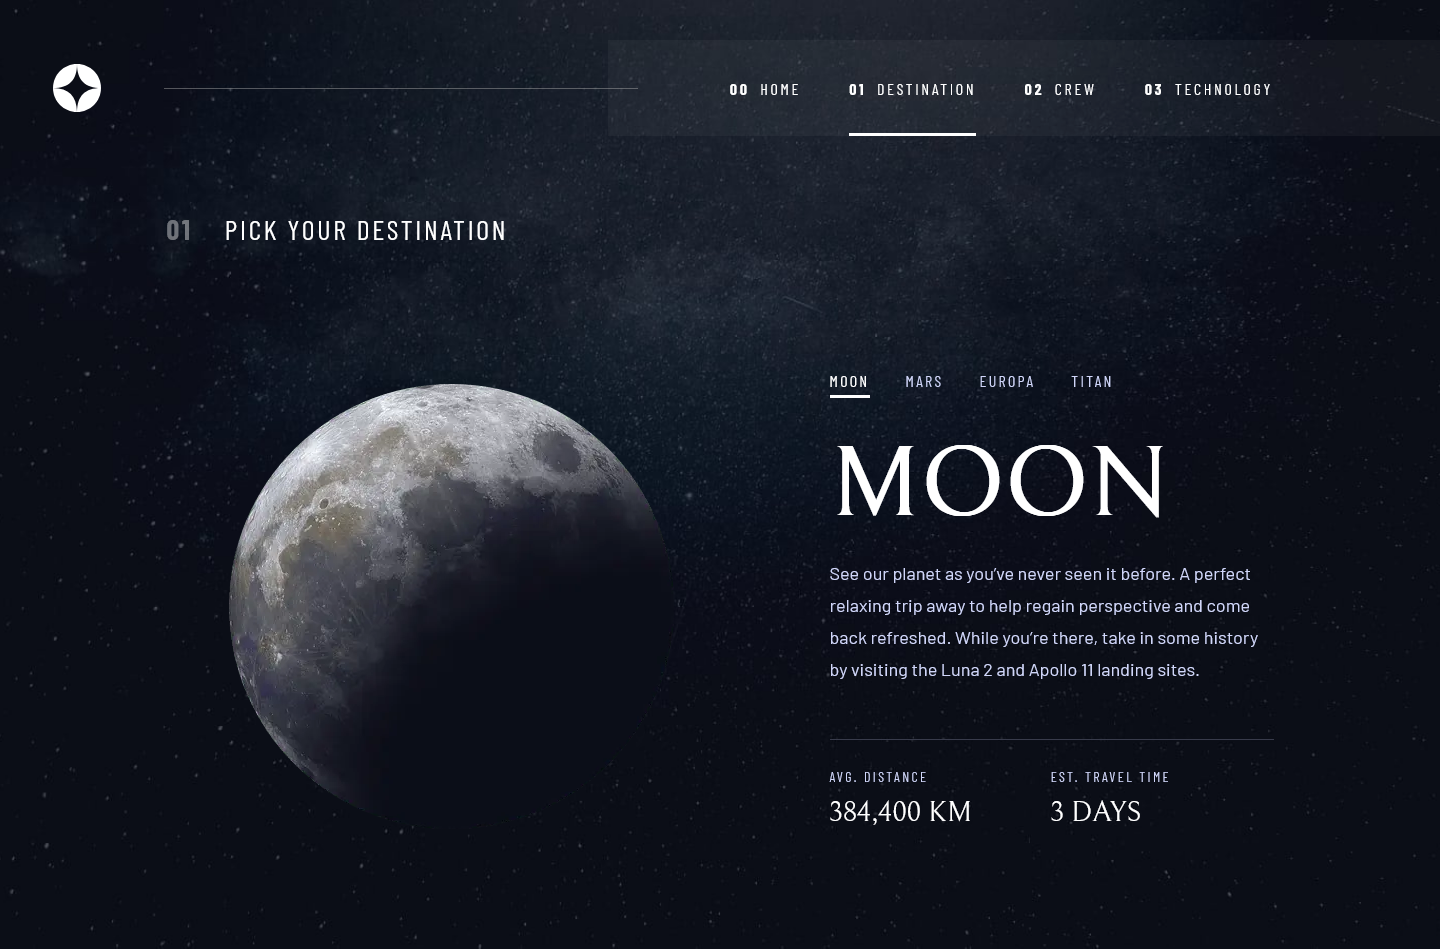 00 HOME 01 DESTINATION 02 CREW 03 TECHNOLOGY
01 PICK YOUR DESTINATION
MOON MARS EUROPA TITAN
MOON
See our planet as you’ve never seen it before. A perfect
relaxing trip away to help regain perspective and come
back refreshed. While you’re there, take in some history
by visiting the Luna 2 and Apollo 11 landing sites.
AVG. DISTANCE EST. TRAVEL TIME
384,400 KM 3 DAYS